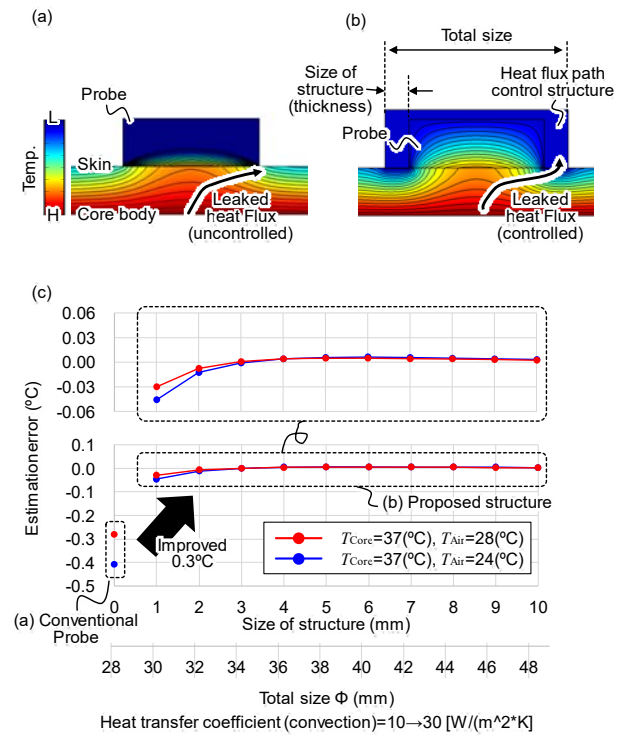 (a)
Probe
L
Temp.
H
Skin
Core body
Leaked
heat Flux
(uncontrolled)
(b)
Total size
Size of
structure
(thickness)
Heat flux path
control structure
Probe
Leaked
heat Flux
(controlled)
(c)
Estimation error (ºC)
0.06
0.03
0.00
-0.03
-0.06
0.1
0.0
-0.1
-0.2
-0.3
-0.4
-0.5
(b) Proposed structure
Improved
0.3ºC
TCore=37(ºC), TAir=28(ºC)
TCore=37(ºC), TAir=24(ºC)
(a) Conventional
Probe
0 1 2 3 4 5 6 7 8 9 10
Size of structure (mm)
28 30 32 34 36 38 40 42 44 46 48
Total size Φ (mm)
Heat transfer coefficient (convection)=10→30 [W/(m^2*K]